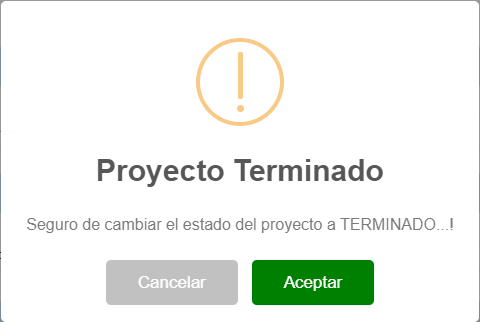 Proyecto Terminado
Seguro de cambiar el estado del proyecto a TERMINADO...!
Cancelar
Aceptar